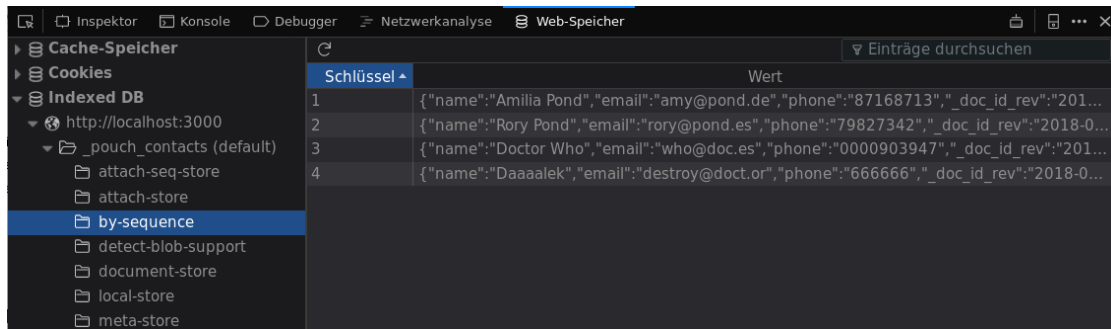 Inspektor Konsole Debugger Netzwerkanalyse Web-Speicher
Cache-Speicher
Cookies
Indexed DB
http://localhost:3000
_pouch_contacts (default)
attach-seq-store
attach-store
by-sequence
detect-blob-support
document-store
local-store
meta-store
Einträge durchsuchen
Schlüssel Wert
1 {"name":"Amilia Pond","email":"amy@pond.de","phone":"87168713","_doc_id_rev":"201...
2 {"name":"Rory Pond","email":"rory@pond.es","phone":"79827342","_doc_id_rev":"2018-0...
3 {"name":"Doctor Who","email":"who@doc.es","phone":"0000903947","_doc_id_rev":"201...
4 {"name":"Daaaalek","email":"destroy@doct.or","phone":"666666","_doc_id_rev":"2018-0...